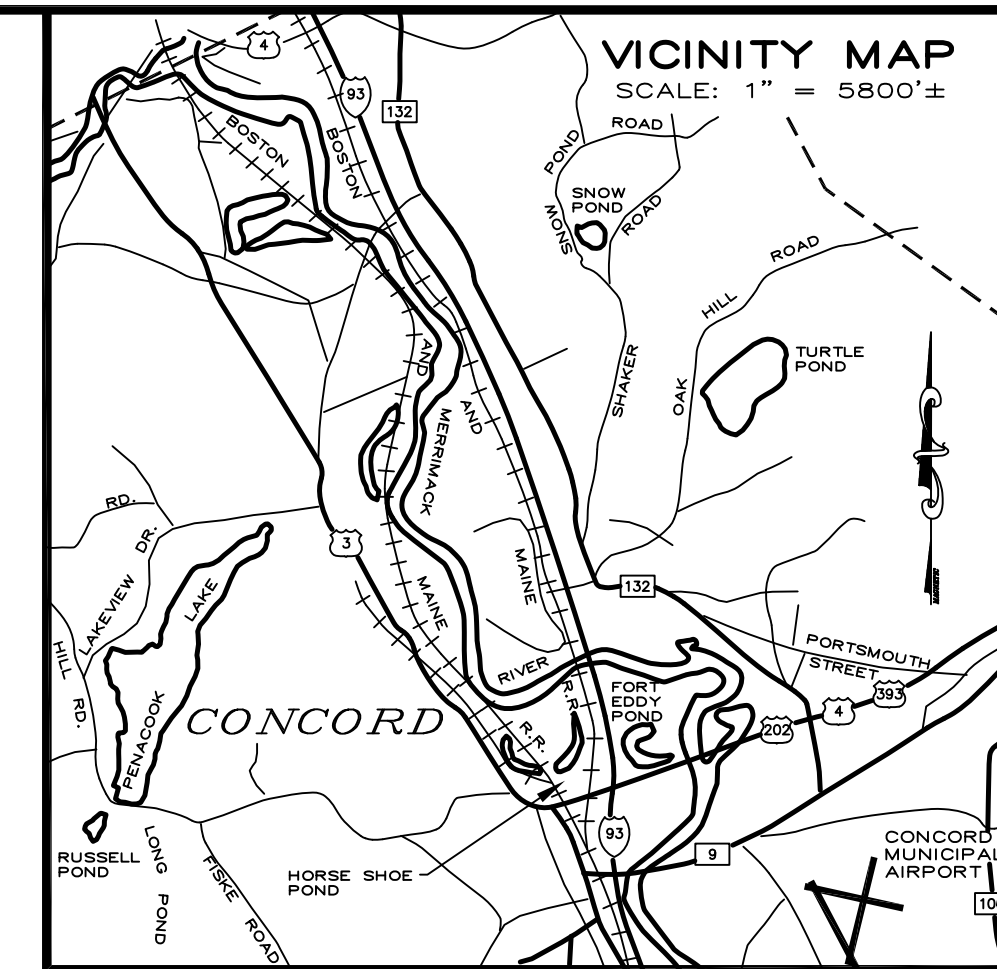 VICINITY MAP
SCALE: 1" = 5800'±
4
93
132
BOSTON
BOSTON
POND
ROAD
MONS
SNOW
POND
ROAD
ROAD
HILL
SHAKER
OAK
TURTLE
POND
AND
MERRIMACK
AND
MAGNETIC
RD.
DR.
LAKEVIEW
LAKE
3
MAINE
MAINE
132
HILL
RD.
PENACOOK
CONCORD
RIVER
R.R.
R.R.
FORT
EDDY
POND
PORTSMOUTH
STREET
393
4
202
93
9
RUSSELL
POND
LONG POND
FISKE ROAD
HORSE SHOE
POND
CONCORD
MUNICIPAL
AIRPORT